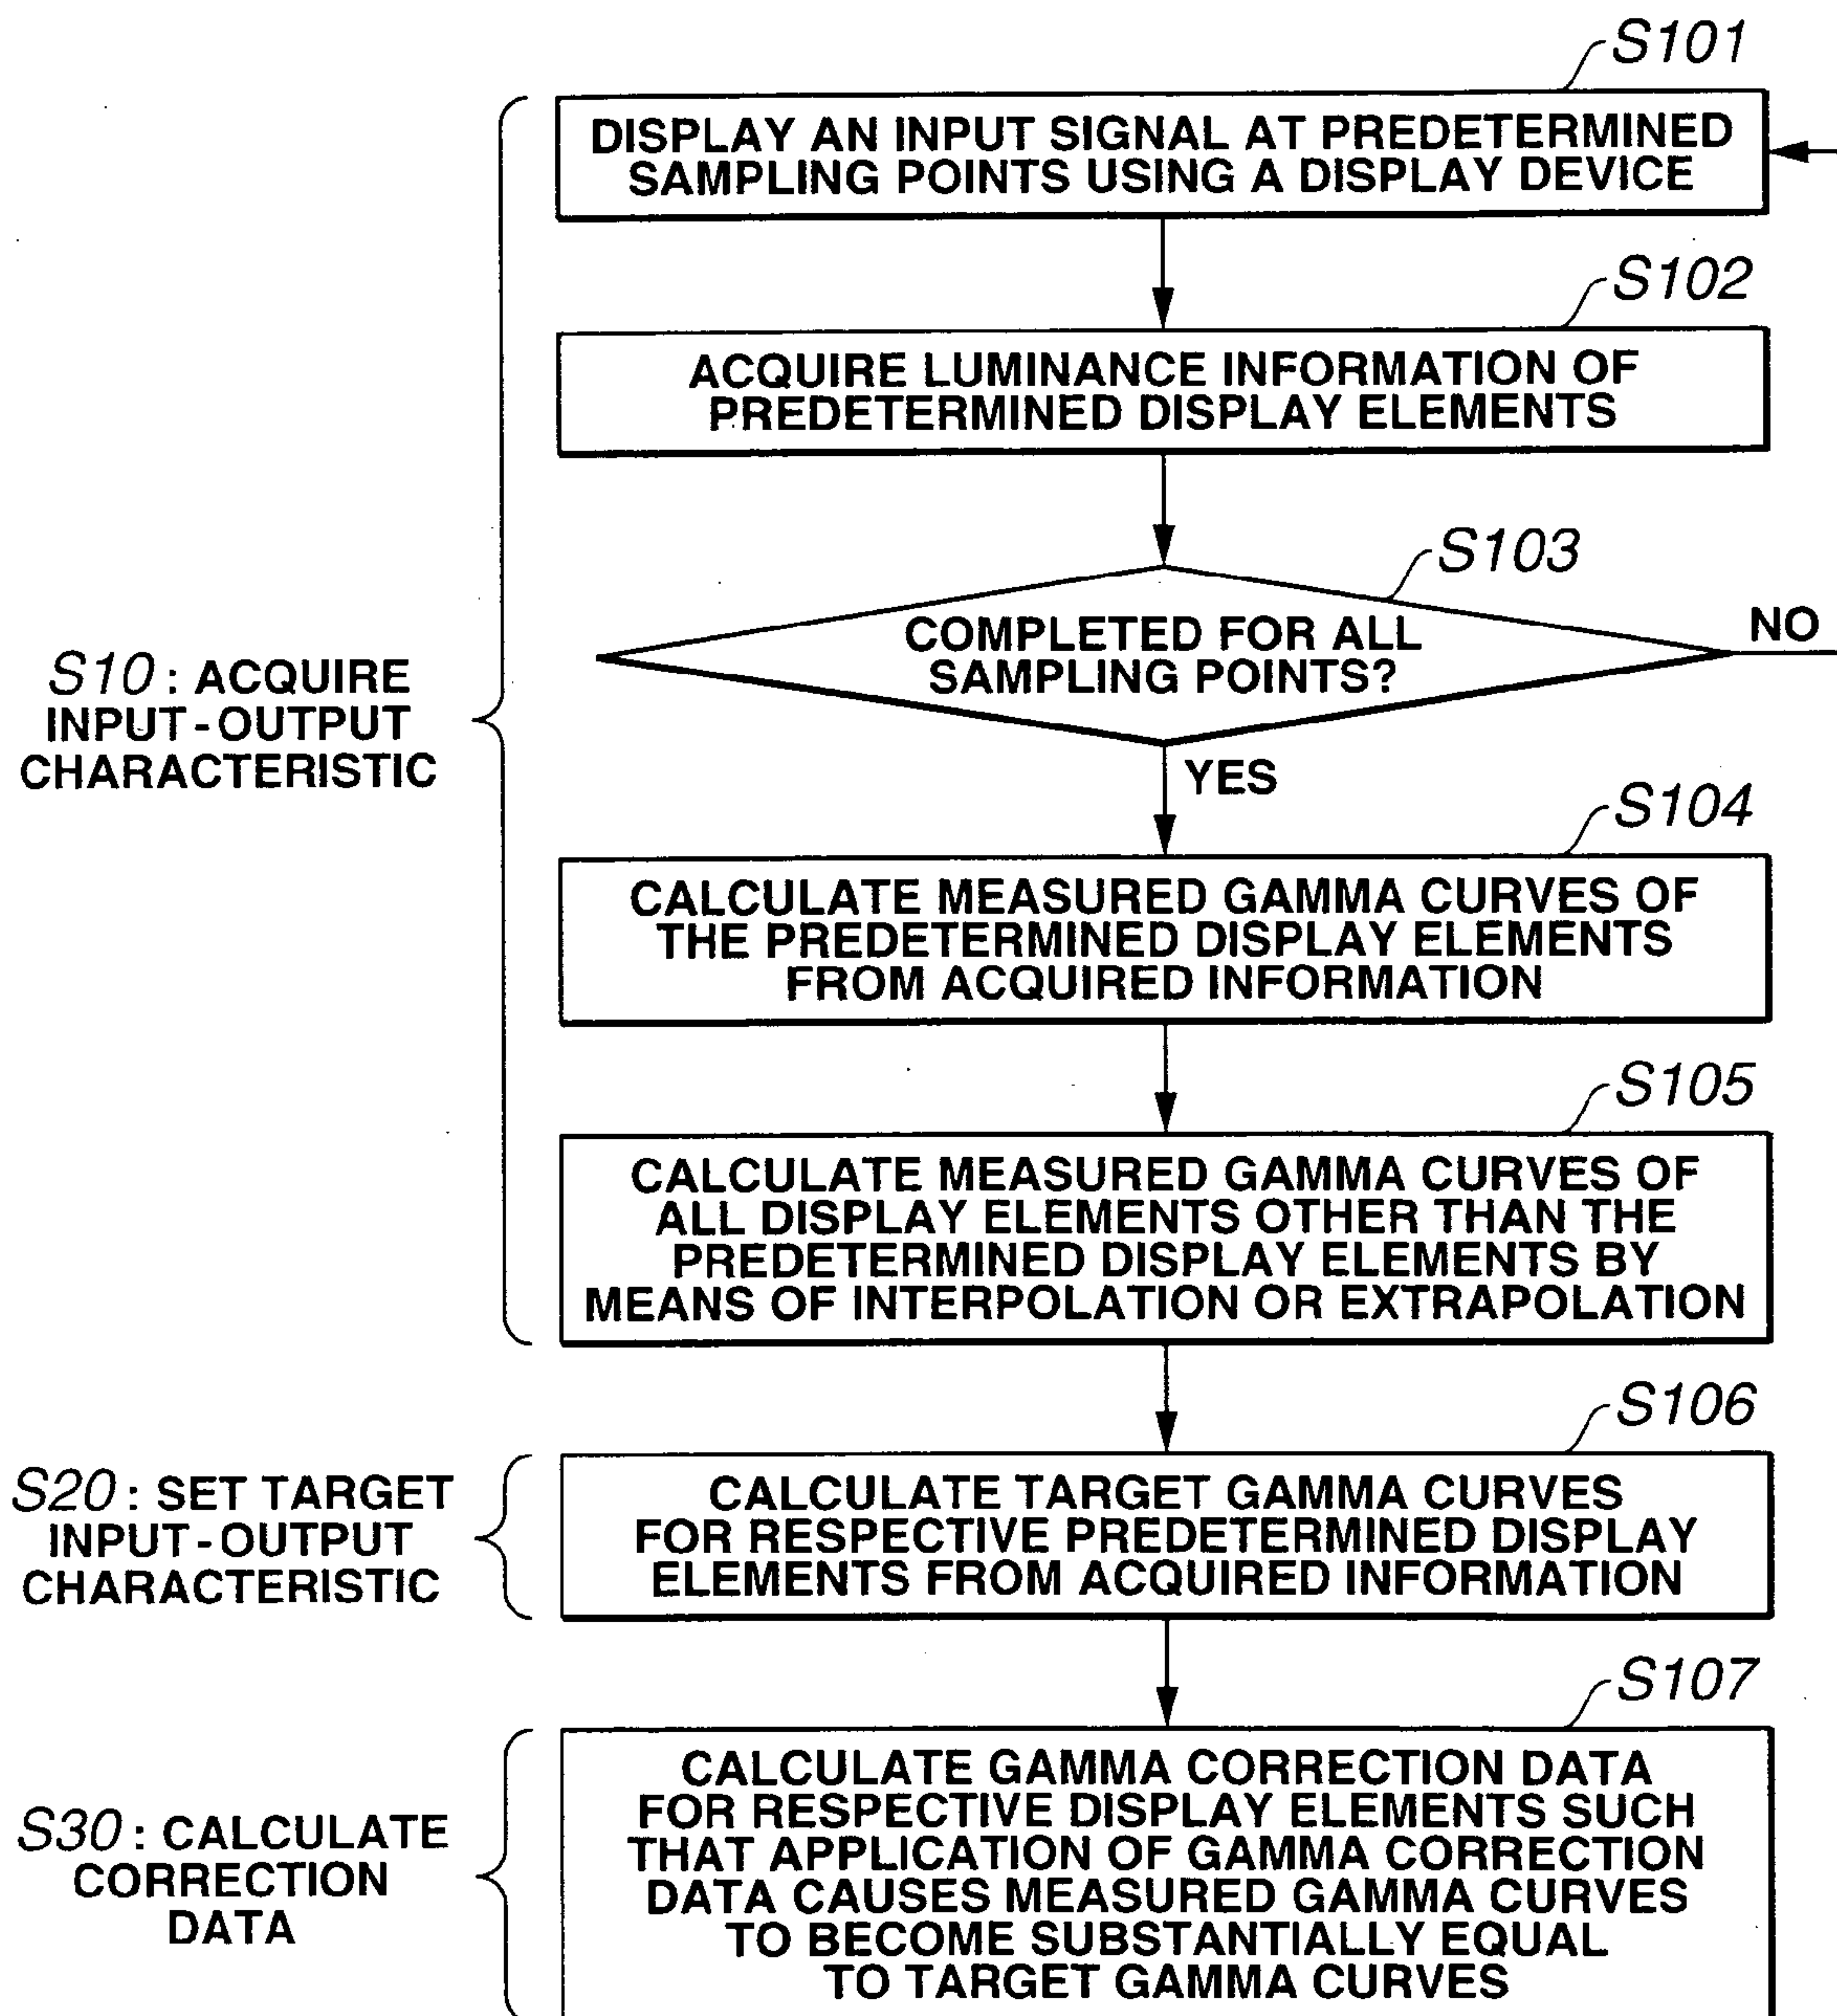 S101
DISPLAY AN INPUT SIGNAL AT PREDETERMINED
SAMPLING POINTS USING A DISPLAY DEVICE
S102
ACQUIRE LUMINANCE INFORMATION OF
PREDETERMINED DISPLAY ELEMENTS
S103
COMPLETED FOR ALL
SAMPLING POINTS?
NO
YES
S10 : ACQUIRE
INPUT-OUTPUT
CHARACTERISTIC
S104
CALCULATE MEASURED GAMMA CURVES OF
THE PREDETERMINED DISPLAY ELEMENTS
FROM ACQUIRED INFORMATION
S105
CALCULATE MEASURED GAMMA CURVES OF
ALL DISPLAY ELEMENTS OTHER THAN THE
PREDETERMINED DISPLAY ELEMENTS BY
MEANS OF INTERPOLATION OR EXTRAPOLATION
S106
S20 : SET TARGET
INPUT-OUTPUT
CHARACTERISTIC
CALCULATE TARGET GAMMA CURVES
FOR RESPECTIVE PREDETERMINED DISPLAY
ELEMENTS FROM ACQUIRED INFORMATION
S107
S30 : CALCULATE
CORRECTION
DATA
CALCULATE GAMMA CORRECTION DATA
FOR RESPECTIVE DISPLAY ELEMENTS SUCH
THAT APPLICATION OF GAMMA CORRECTION
DATA CAUSES MEASURED GAMMA CURVES
TO BECOME SUBSTANTIALLY EQUAL
TO TARGET GAMMA CURVES